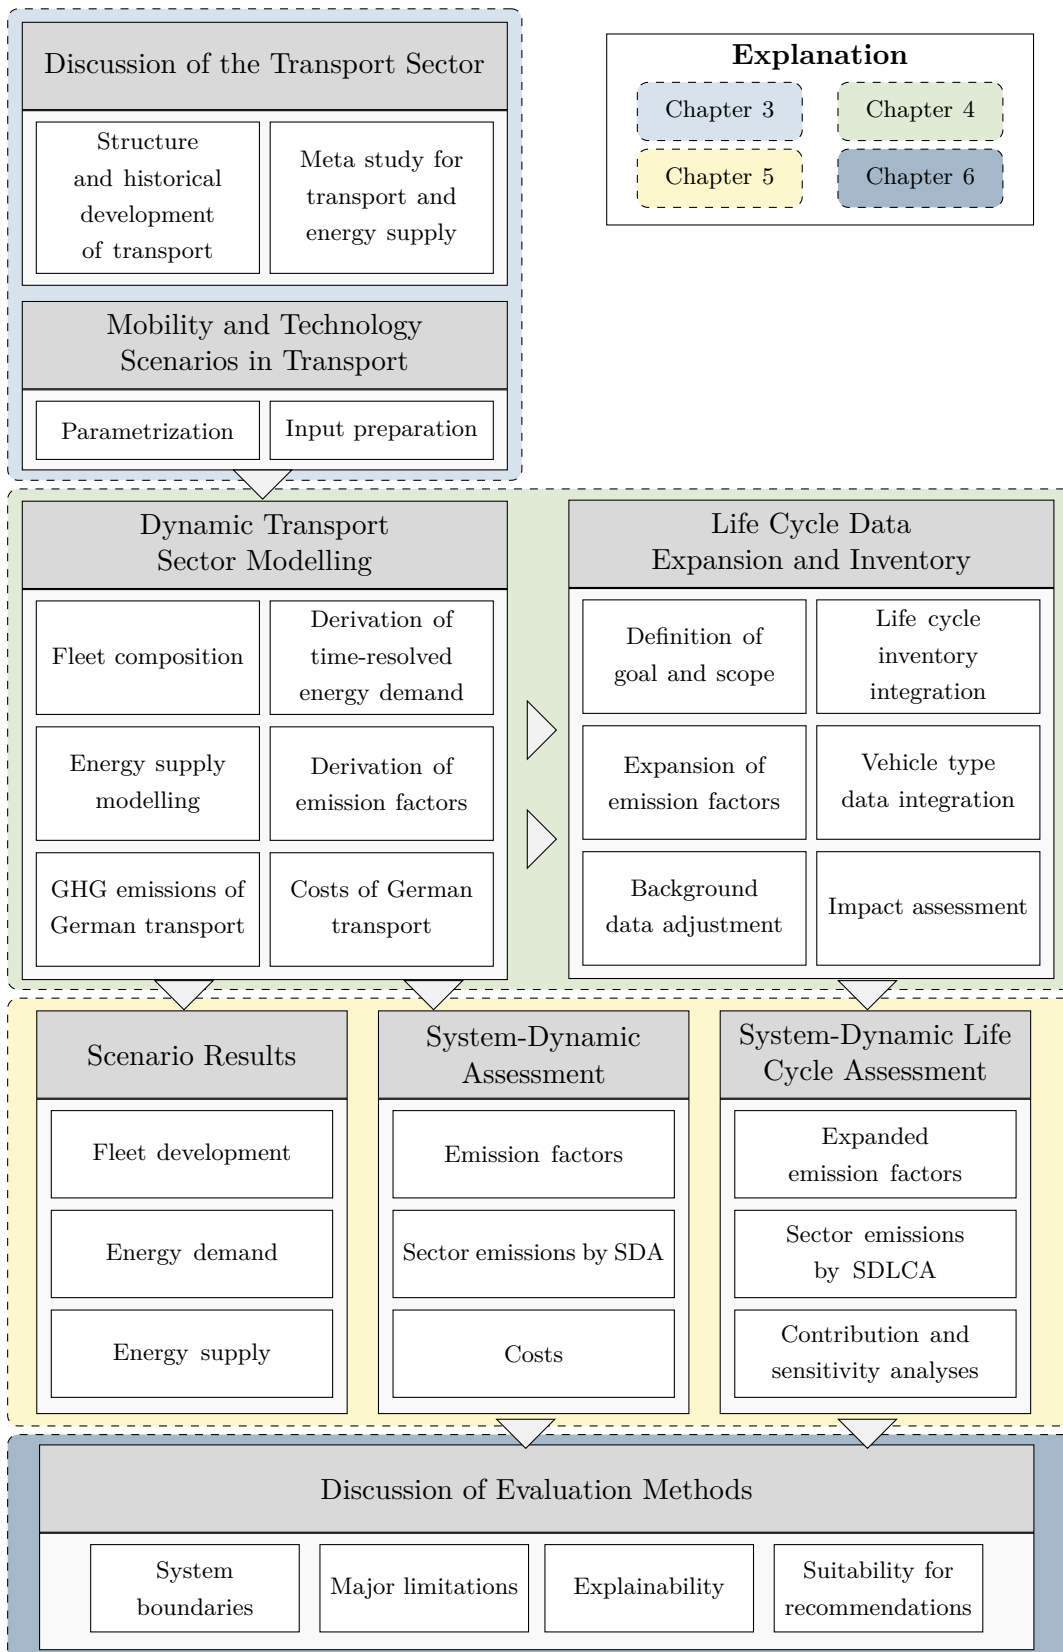 Discussion of the Transport Sector
Structure
and historical
development
of transport
Meta study for
transport and
energy supply
Explanation
Chapter 3
Chapter 4
Chapter 5
Chapter 6
Mobility and Technology
Scenarios in Transport
Parametrization
Input preparation
Dynamic Transport
Sector Modelling
Fleet composition
Derivation of
time-resolved
energy demand
Energy supply
modelling
Derivation of
emission factors
GHG emissions of
German transport
Costs of German
transport
Life Cycle Data
Expansion and Inventory
Definition of
goal and scope
Life cycle
inventory
integration
Expansion of
emission factors
Vehicle type
data integration
Background
data adjustment
Impact assessment
Scenario Results
Fleet development
Energy demand
Energy supply
System-Dynamic
Assessment
Emission factors
Sector emissions by SDA
Costs
System-Dynamic Life
Cycle Assessment
Expanded
emission factors
Sector emissions
by SDLCA
Contribution and
sensitivity analyses
Discussion of Evaluation Methods
System
boundaries
Major limitations
Explainability
Suitability for
recommendations